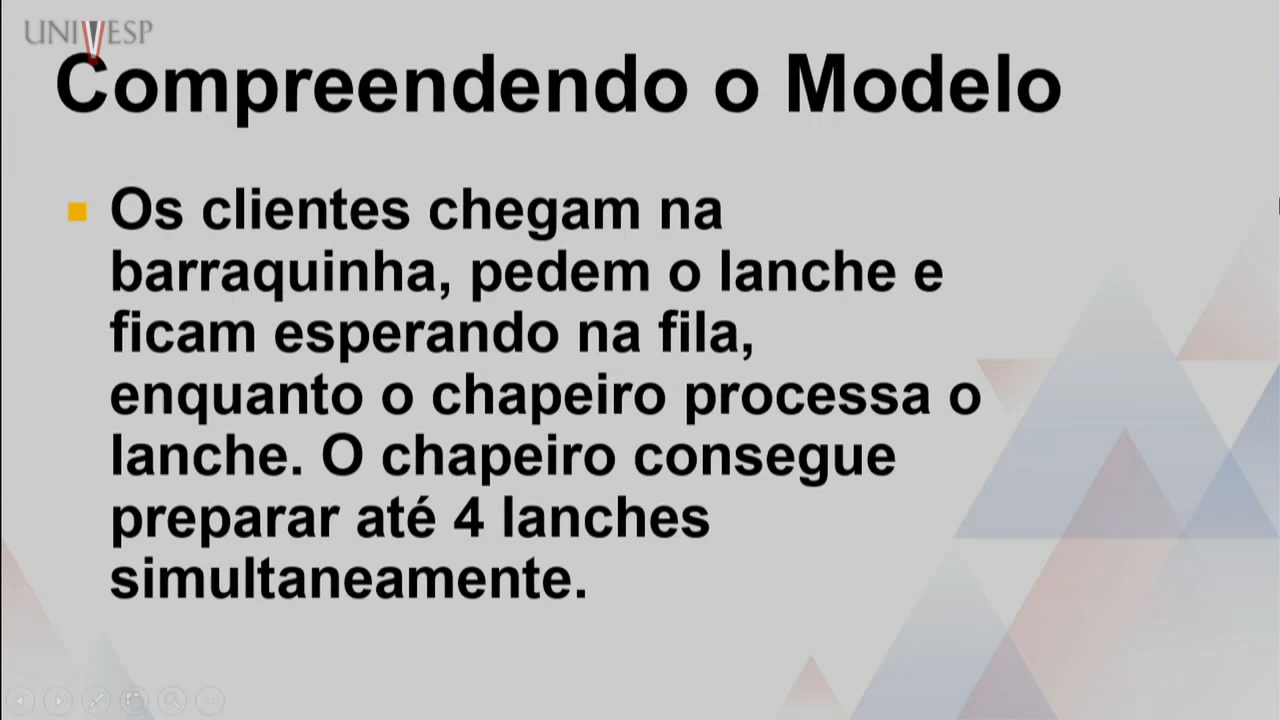 UNIVESP
Compreendendo o Modelo
Os clientes chegam na
barraquinha, pedem o lanche e
ficam esperando na fila,
enquanto o chapeiro processa o
lanche. O chapeiro consegue
preparar até 4 lanches
simultaneamente.